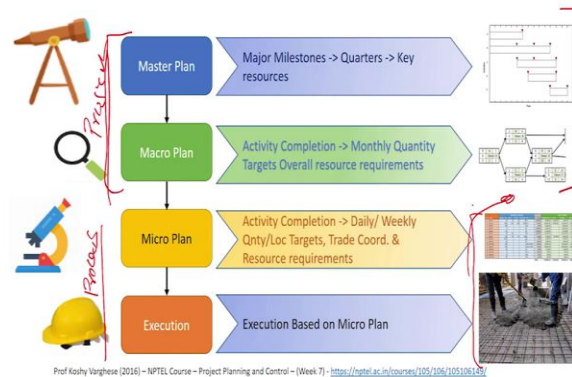 Master Plan
Major Milestones -> Quarters -> Key
resources
Macro Plan
Activity Completion -> Monthly Quantity
Targets Overall resource requirements
Micro Plan
Activity Completion -> Daily/ Weekly
Qnty/Loc Targets, Trade Coord. &
Resource requirements
Process
Execution
Execution Based on Micro Plan
Prof Koshy Varghese (2016) – NPTEL Course – Project Planning and Control – (Week 7) - https://nptel.ac.in/courses/105/106/105106149/